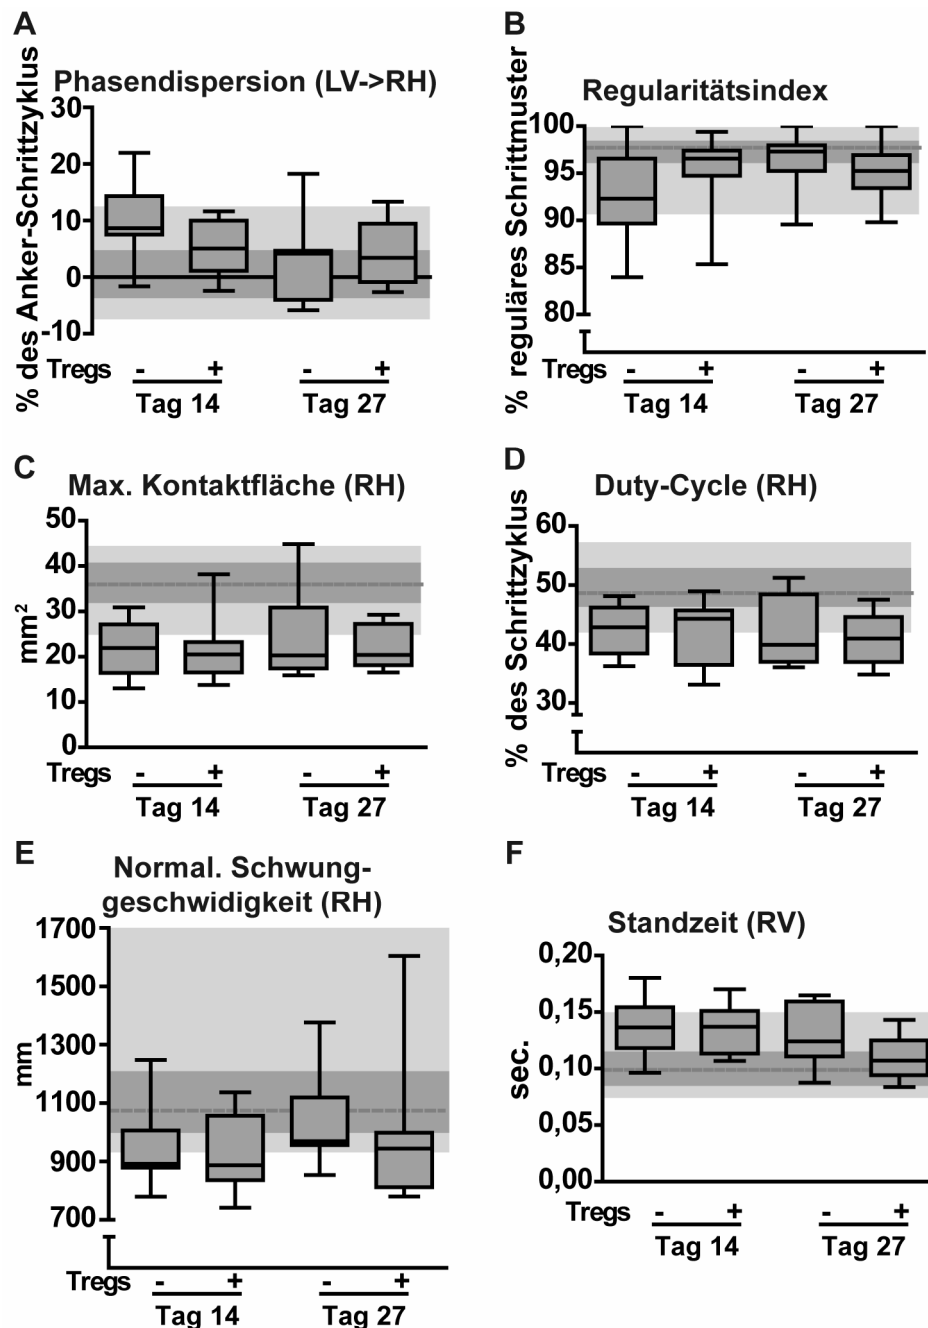 A
Phasendispersion (LV->RH)
% des Anker-Schrittzyklus
30
20
10
0
-10
Tregs - + - +
Tag 14 Tag 27
B
Regularitätsindex
% reguläres Schrittmuster
100
95
90
85
80
Tregs - + - +
Tag 14 Tag 27
C
Max. Kontaktfläche (RH)
mm²
50
40
30
20
10
0
Tregs - + - +
Tag 14 Tag 27
D
Duty-Cycle (RH)
% des Schrittzyklus
60
50
40
30
Tregs - + - +
Tag 14 Tag 27
E
Normal. Schwung-
geschwidigkeit (RH)
mm
1700
1300
1100
900
700
Tregs - + - +
Tag 14 Tag 27
F
Standzeit (RV)
sec.
0,20
0,15
0,10
0,05
0,00
Tregs - + - +
Tag 14 Tag 27